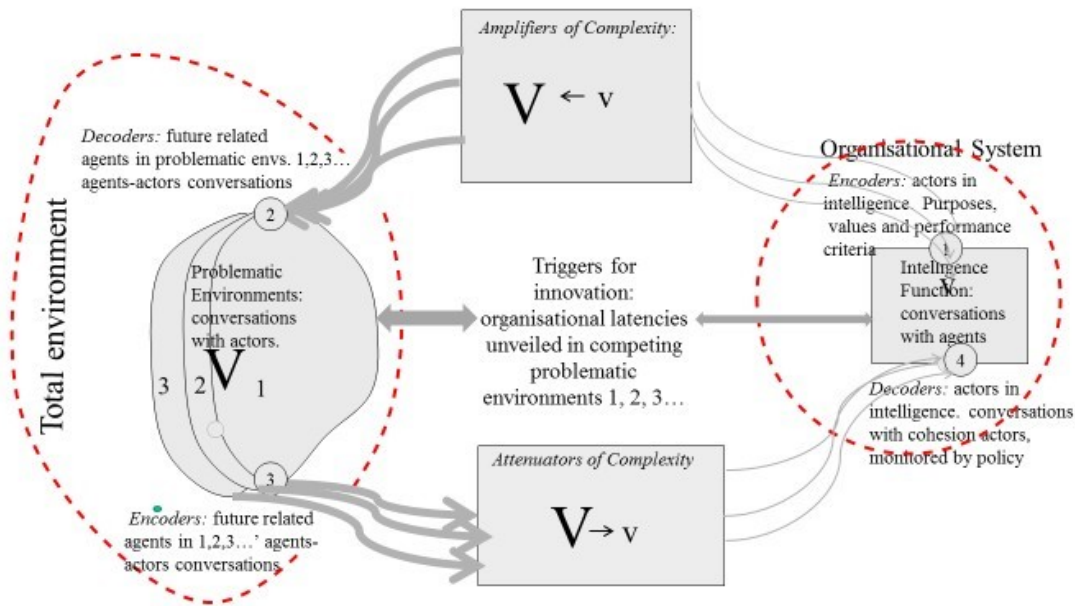 Amplifiers of Complexity:
V ← v
Decoders: future related
agents in problematic envs. 1,2,3…
agents-actors conversations
Total environment
2
Problematic
Environments:
conversations
with actors.
V
3 2 1
3
Encoders: future related
agents in 1,2,3…’ agents-
actors conversations
Triggers for
innovation:
organisational latencies
unveiled in competing
problematic
environments 1, 2, 3…
Organisational System
Encoders: actors in
intelligence. Purposes,
values and performance
criteria
1
Intelligence
v
Function:
conversations
with agents
4
Decoders: actors in
intelligence. conversations
with cohesion actors,
monitored by policy
Attenuators of Complexity
V→ v